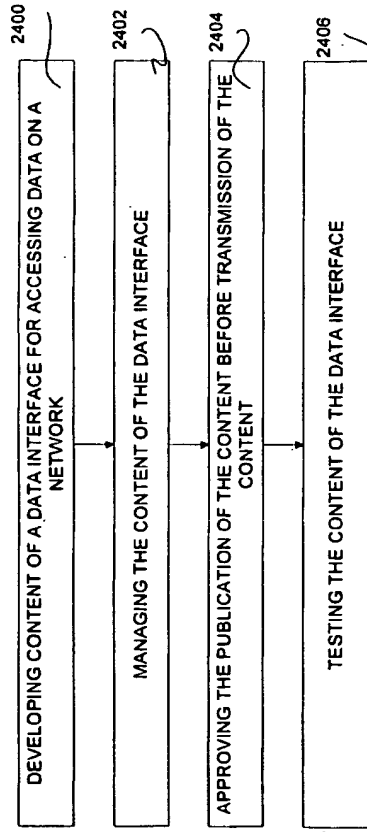 2400
DEVELOPING CONTENT OF A DATA INTERFACE FOR ACCESSING DATA ON A
NETWORK
2402
MANAGING THE CONTENT OF THE DATA INTERFACE
2404
APPROVING THE PUBLICATION OF THE CONTENT BEFORE TRANSMISSION OF THE
CONTENT
2406
TESTING THE CONTENT OF THE DATA INTERFACE